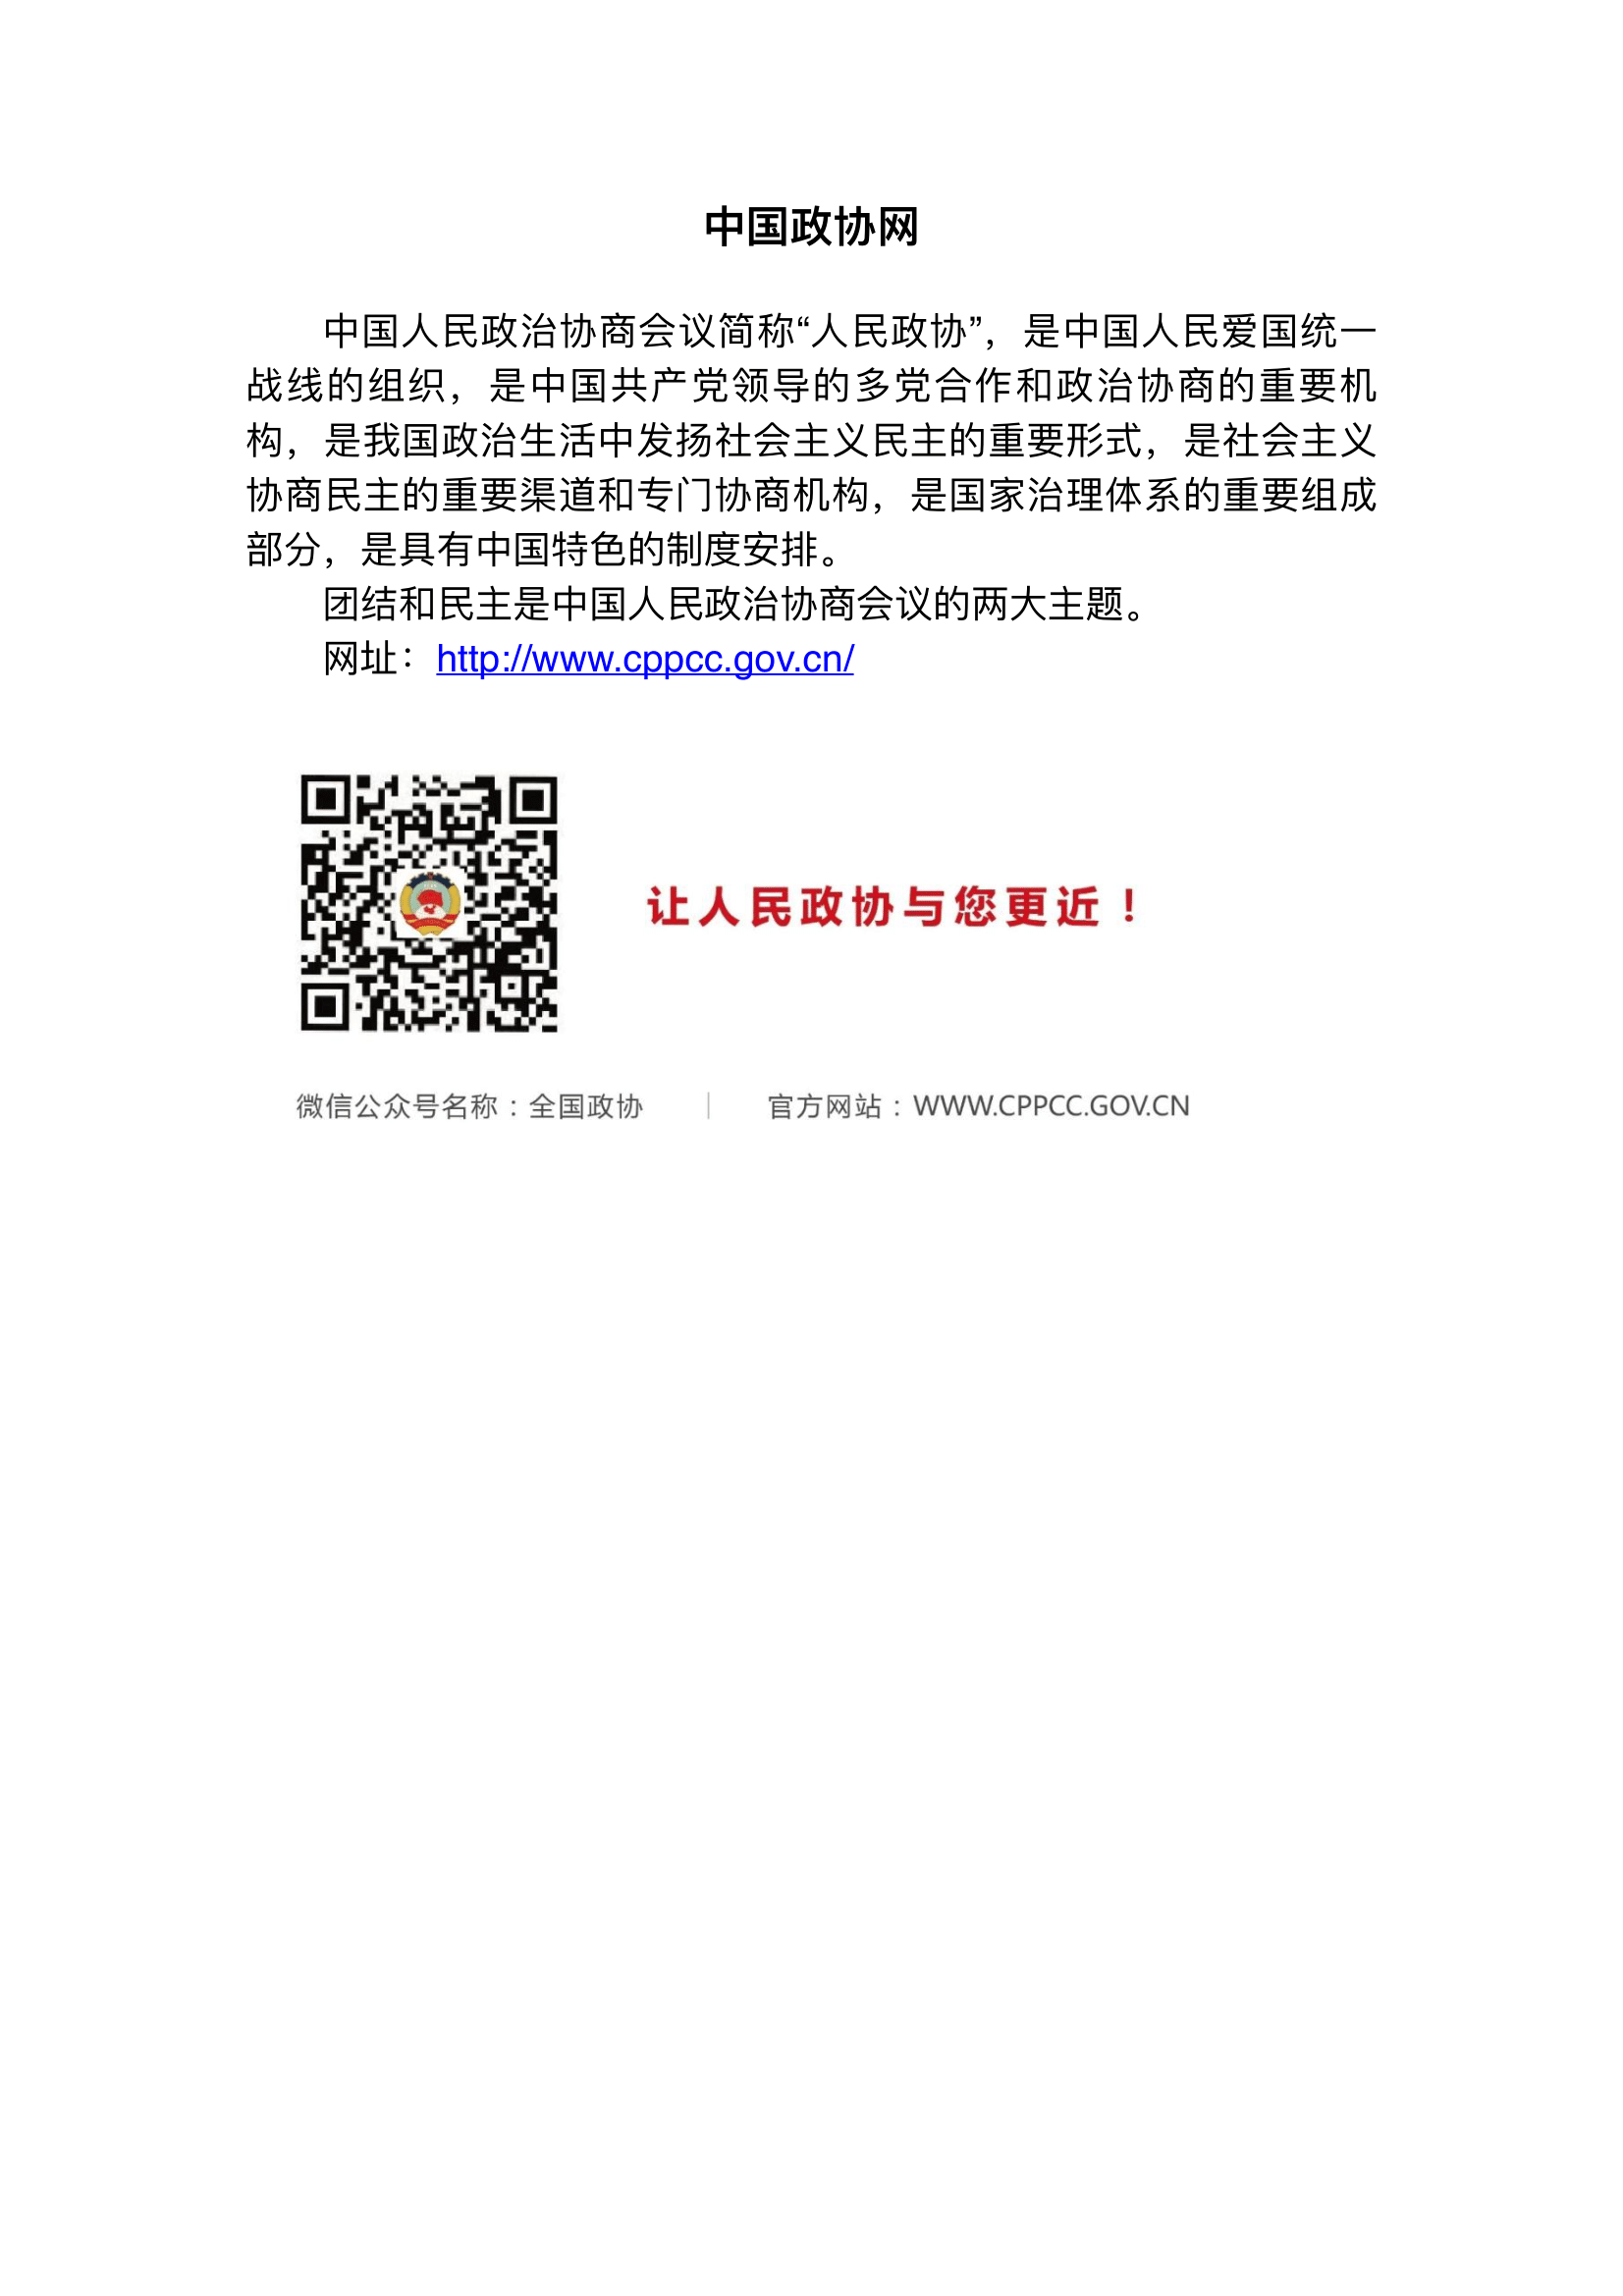 中国政协网
中国人民政治协商会议简称“人民政协”，是中国人民爱国统一
战线的组织，是中国共产党领导的多党合作和政治协商的重要机
构，是我国政治生活中发扬社会主义民主的重要形式，是社会主义
协商民主的重要渠道和专门协商机构，是国家治理体系的重要组成
部分，是具有中国特色的制度安排。
团结和民主是中国人民政治协商会议的两大主题。
网址：http://www.cppcc.gov.cn/
让人民政协与您更近！
微信公众号名称：全国政协 | 官方网站：WWW.CPPCC.GOV.CN